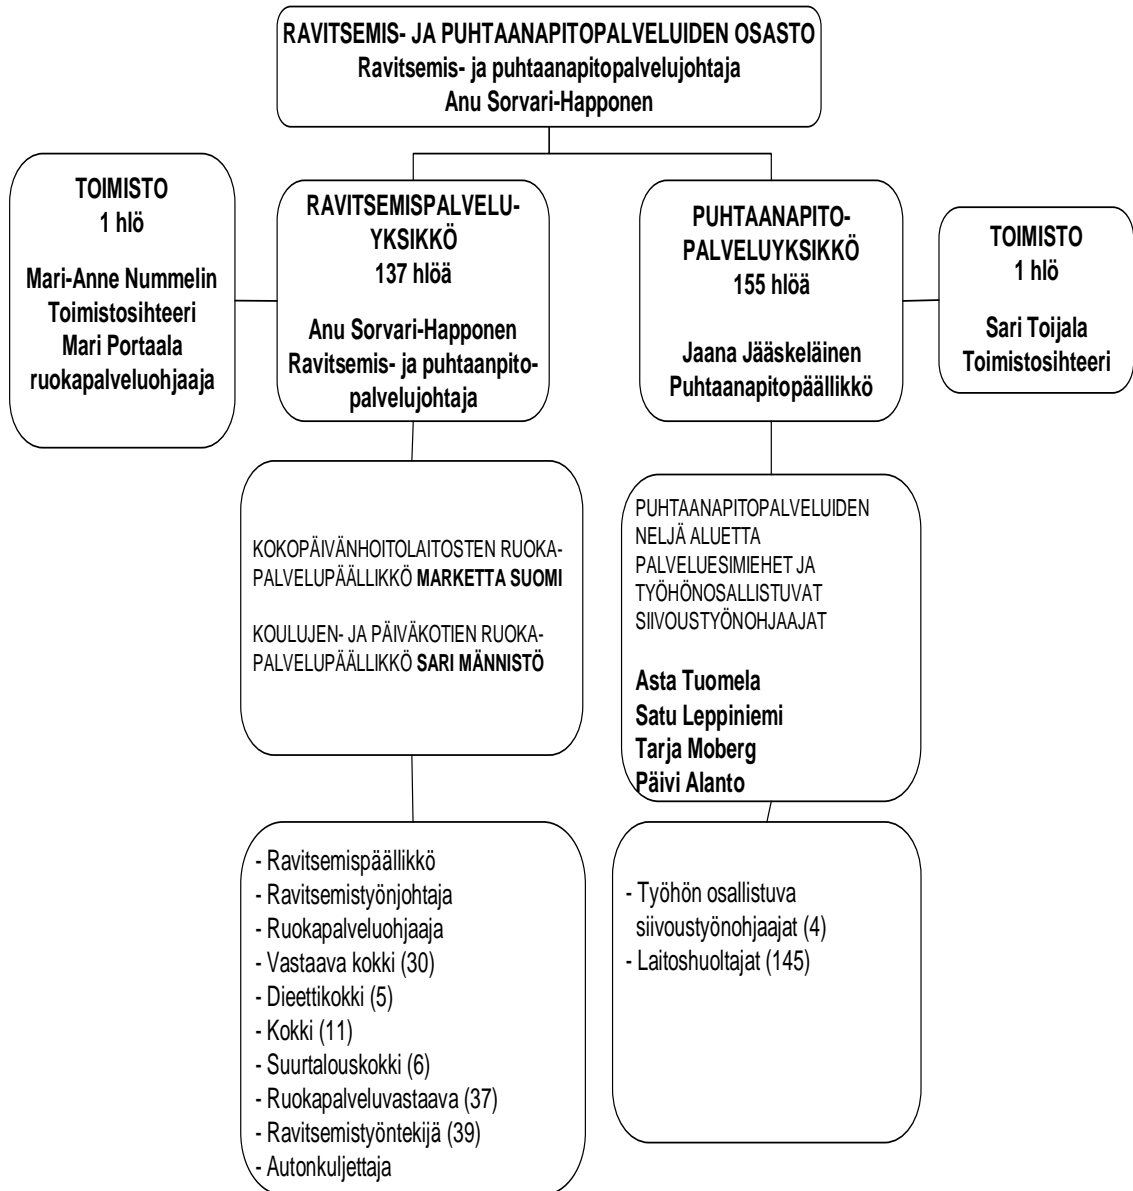 RAVITSEMIS- JA PUHTAANAPITOPALVELUIDEN OSASTO
Ravitsemis- ja puhtaanapitopalvelujohtaja
Anu Sorvari-Happonen
TOIMISTO
1 hlö
Mari-Anne Nummelin
Toimistosihteeri
Mari Portaala
ruokapalveluohjaaja
RAVITSEMISPALVELU-
YKSIKKÖ
137 hlöä
Anu Sorvari-Happonen
Ravitsemis- ja puhtaanpito-
palvelujohtaja
PUHTAANAPITO-
PALVELUYKSIKKÖ
155 hlöä
Jaana Jääskeläinen
Puhtaanapitopäällikkö
TOIMISTO
1 hlö
Sari Toijala
Toimistosihteeri
KOKOPÄIVÄNHOITOLAITOSTEN RUOKA-
PALVELUPÄÄLLIKKÖ MARKETTA SUOMI
KOULUJEN- JA PÄIVÄKOTIEN RUOKA-
PALVELUPÄÄLLIKKÖ SARI MÄNNISTÖ
PUHTAANAPITOPALVELUIDEN
NELJÄ ALUETTA
PALVELUESIMIEHET JA
TYÖHÖNOSALLISTUVAT
SIIVOUSTYÖNOHJAAJAT
Asta Tuomela
Satu Leppiniemi
Tarja Moberg
Päivi Alanto
- Ravitsemispäällikkö
- Ravitsemistyönjohtaja
- Ruokapalveluohjaaja
- Vastaava kokki (30)
- Dieettikokki (5)
- Kokki (11)
- Suurtalouskokki (6)
- Ruokapalveluvastaava (37)
- Ravitsemistyöntekijä (39)
- Autonkuljettaja
- Työhön osallistuva
siivoustyönohjaajat (4)
- Laitoshuoltajat (145)